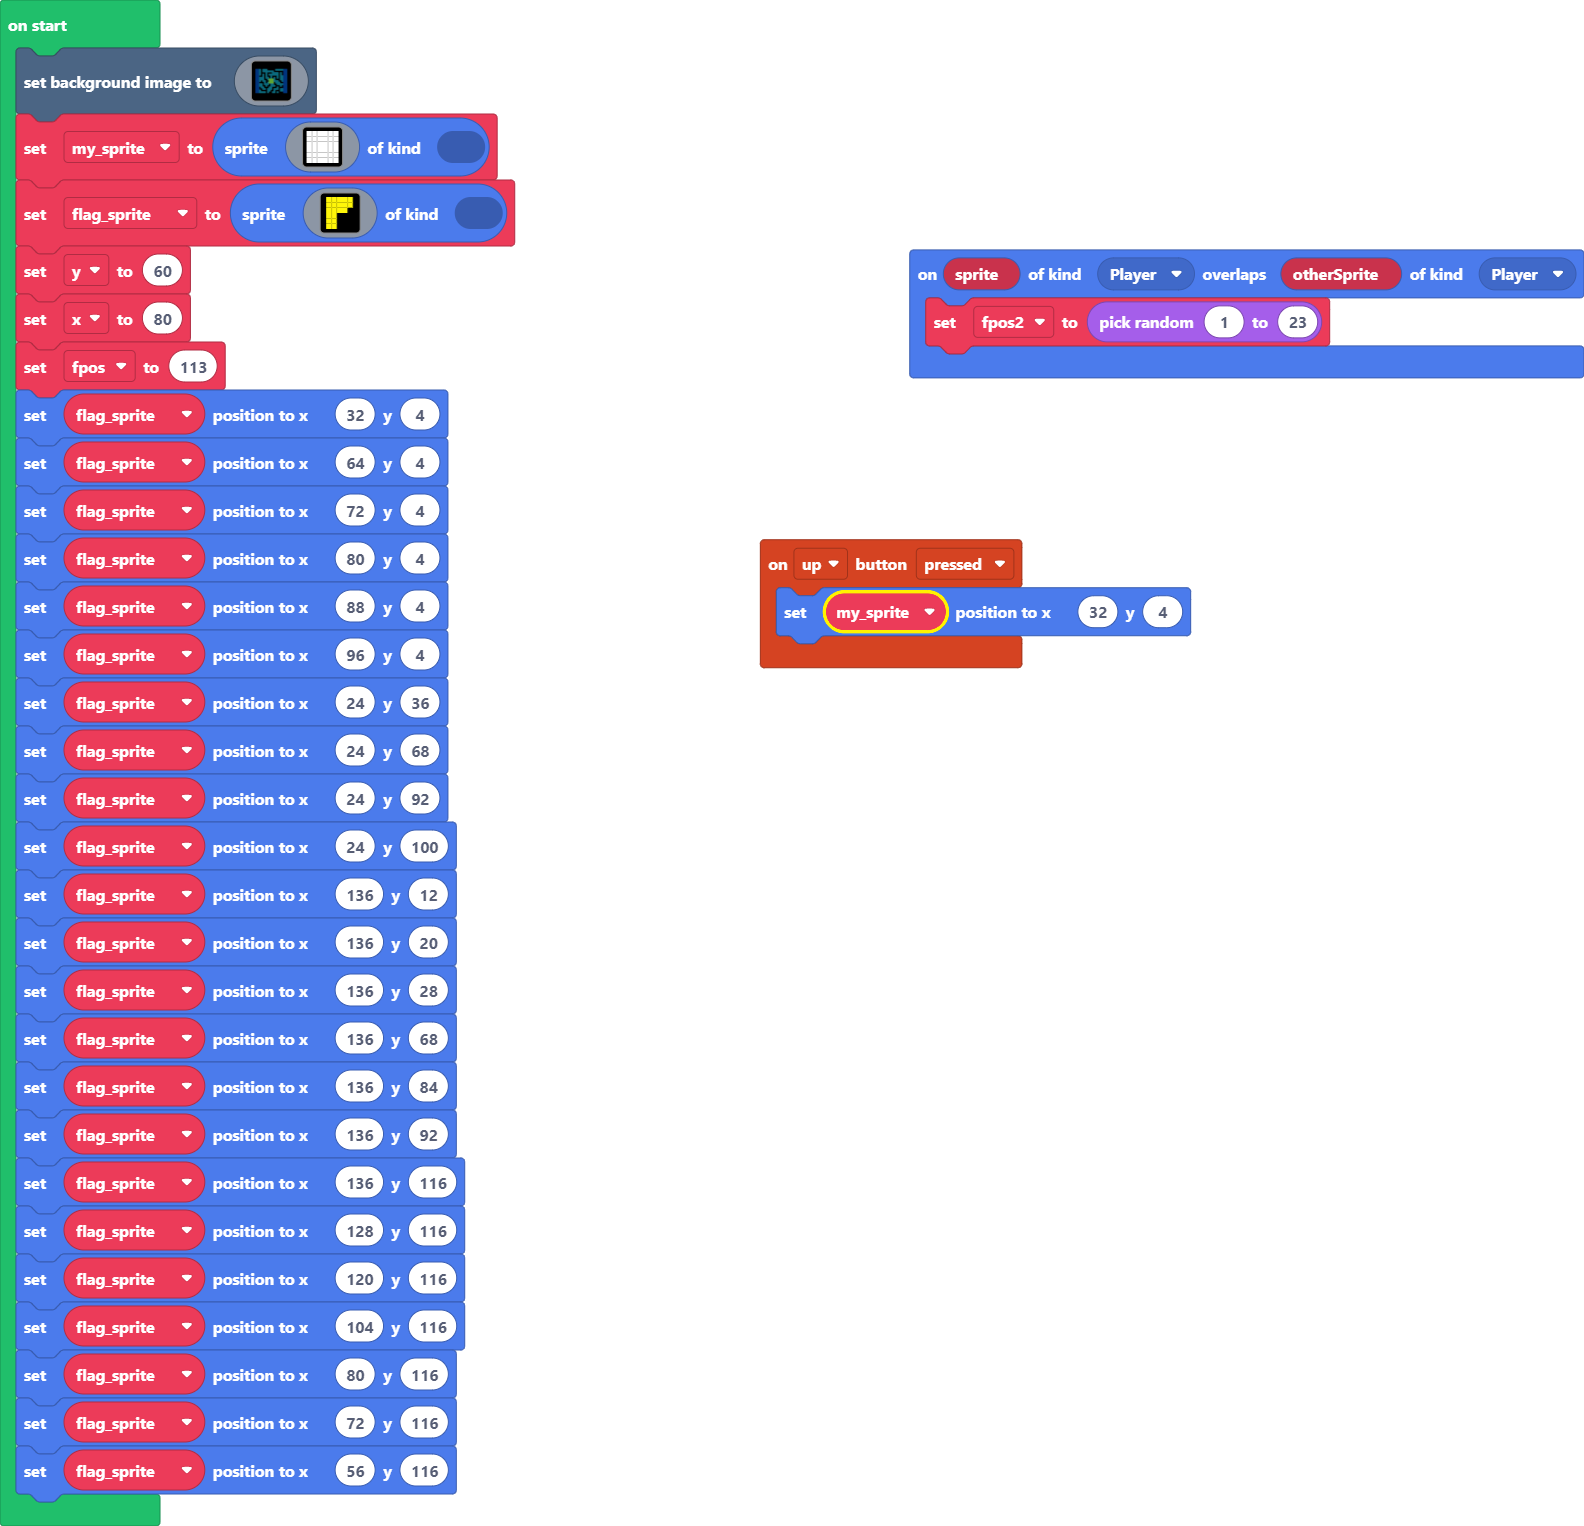 on start
set background image to
set my_sprite to sprite of kind
set flag_sprite to sprite of kind
set y to 60
set x to 80
set fpos to 113
set flag_sprite position to x 32 y 4
set flag_sprite position to x 64 y 4
set flag_sprite position to x 72 y 4
set flag_sprite position to x 80 y 4
set flag_sprite position to x 88 y 4
set flag_sprite position to x 96 y 4
set flag_sprite position to x 24 y 36
set flag_sprite position to x 24 y 68
set flag_sprite position to x 24 y 92
set flag_sprite position to x 24 y 100
set flag_sprite position to x 136 y 12
set flag_sprite position to x 136 y 20
set flag_sprite position to x 136 y 28
set flag_sprite position to x 136 y 68
set flag_sprite position to x 136 y 84
set flag_sprite position to x 136 y 92
set flag_sprite position to x 136 y 116
set flag_sprite position to x 128 y 116
set flag_sprite position to x 120 y 116
set flag_sprite position to x 104 y 116
set flag_sprite position to x 80 y 116
set flag_sprite position to x 72 y 116
set flag_sprite position to x 56 y 116
on sprite of kind Player overlaps otherSprite of kind Player
set fpos2 to pick random 1 to 23
on up button pressed
set my_sprite position to x 32 y 4